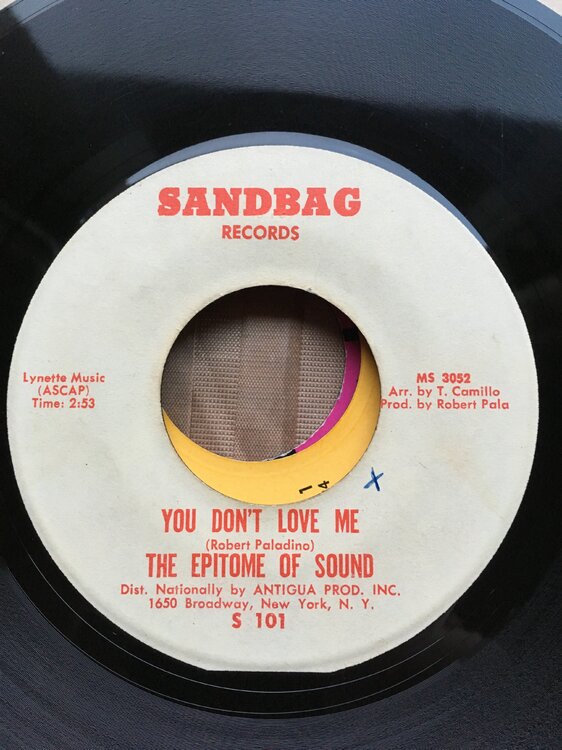 SANDBAG
RECORDS
Lynette Music
(ASCAP)
Time: 2:53
MS 3052
Arr. by T. Camillo
Prod. by Robert Pala
14
x
YOU DON'T LOVE ME
(Robert Paladino)
THE EPITOME OF SOUND
Dist. Nationally by ANTIGUA PROD. INC.
1650 Broadway, New York, N. Y.
S 101